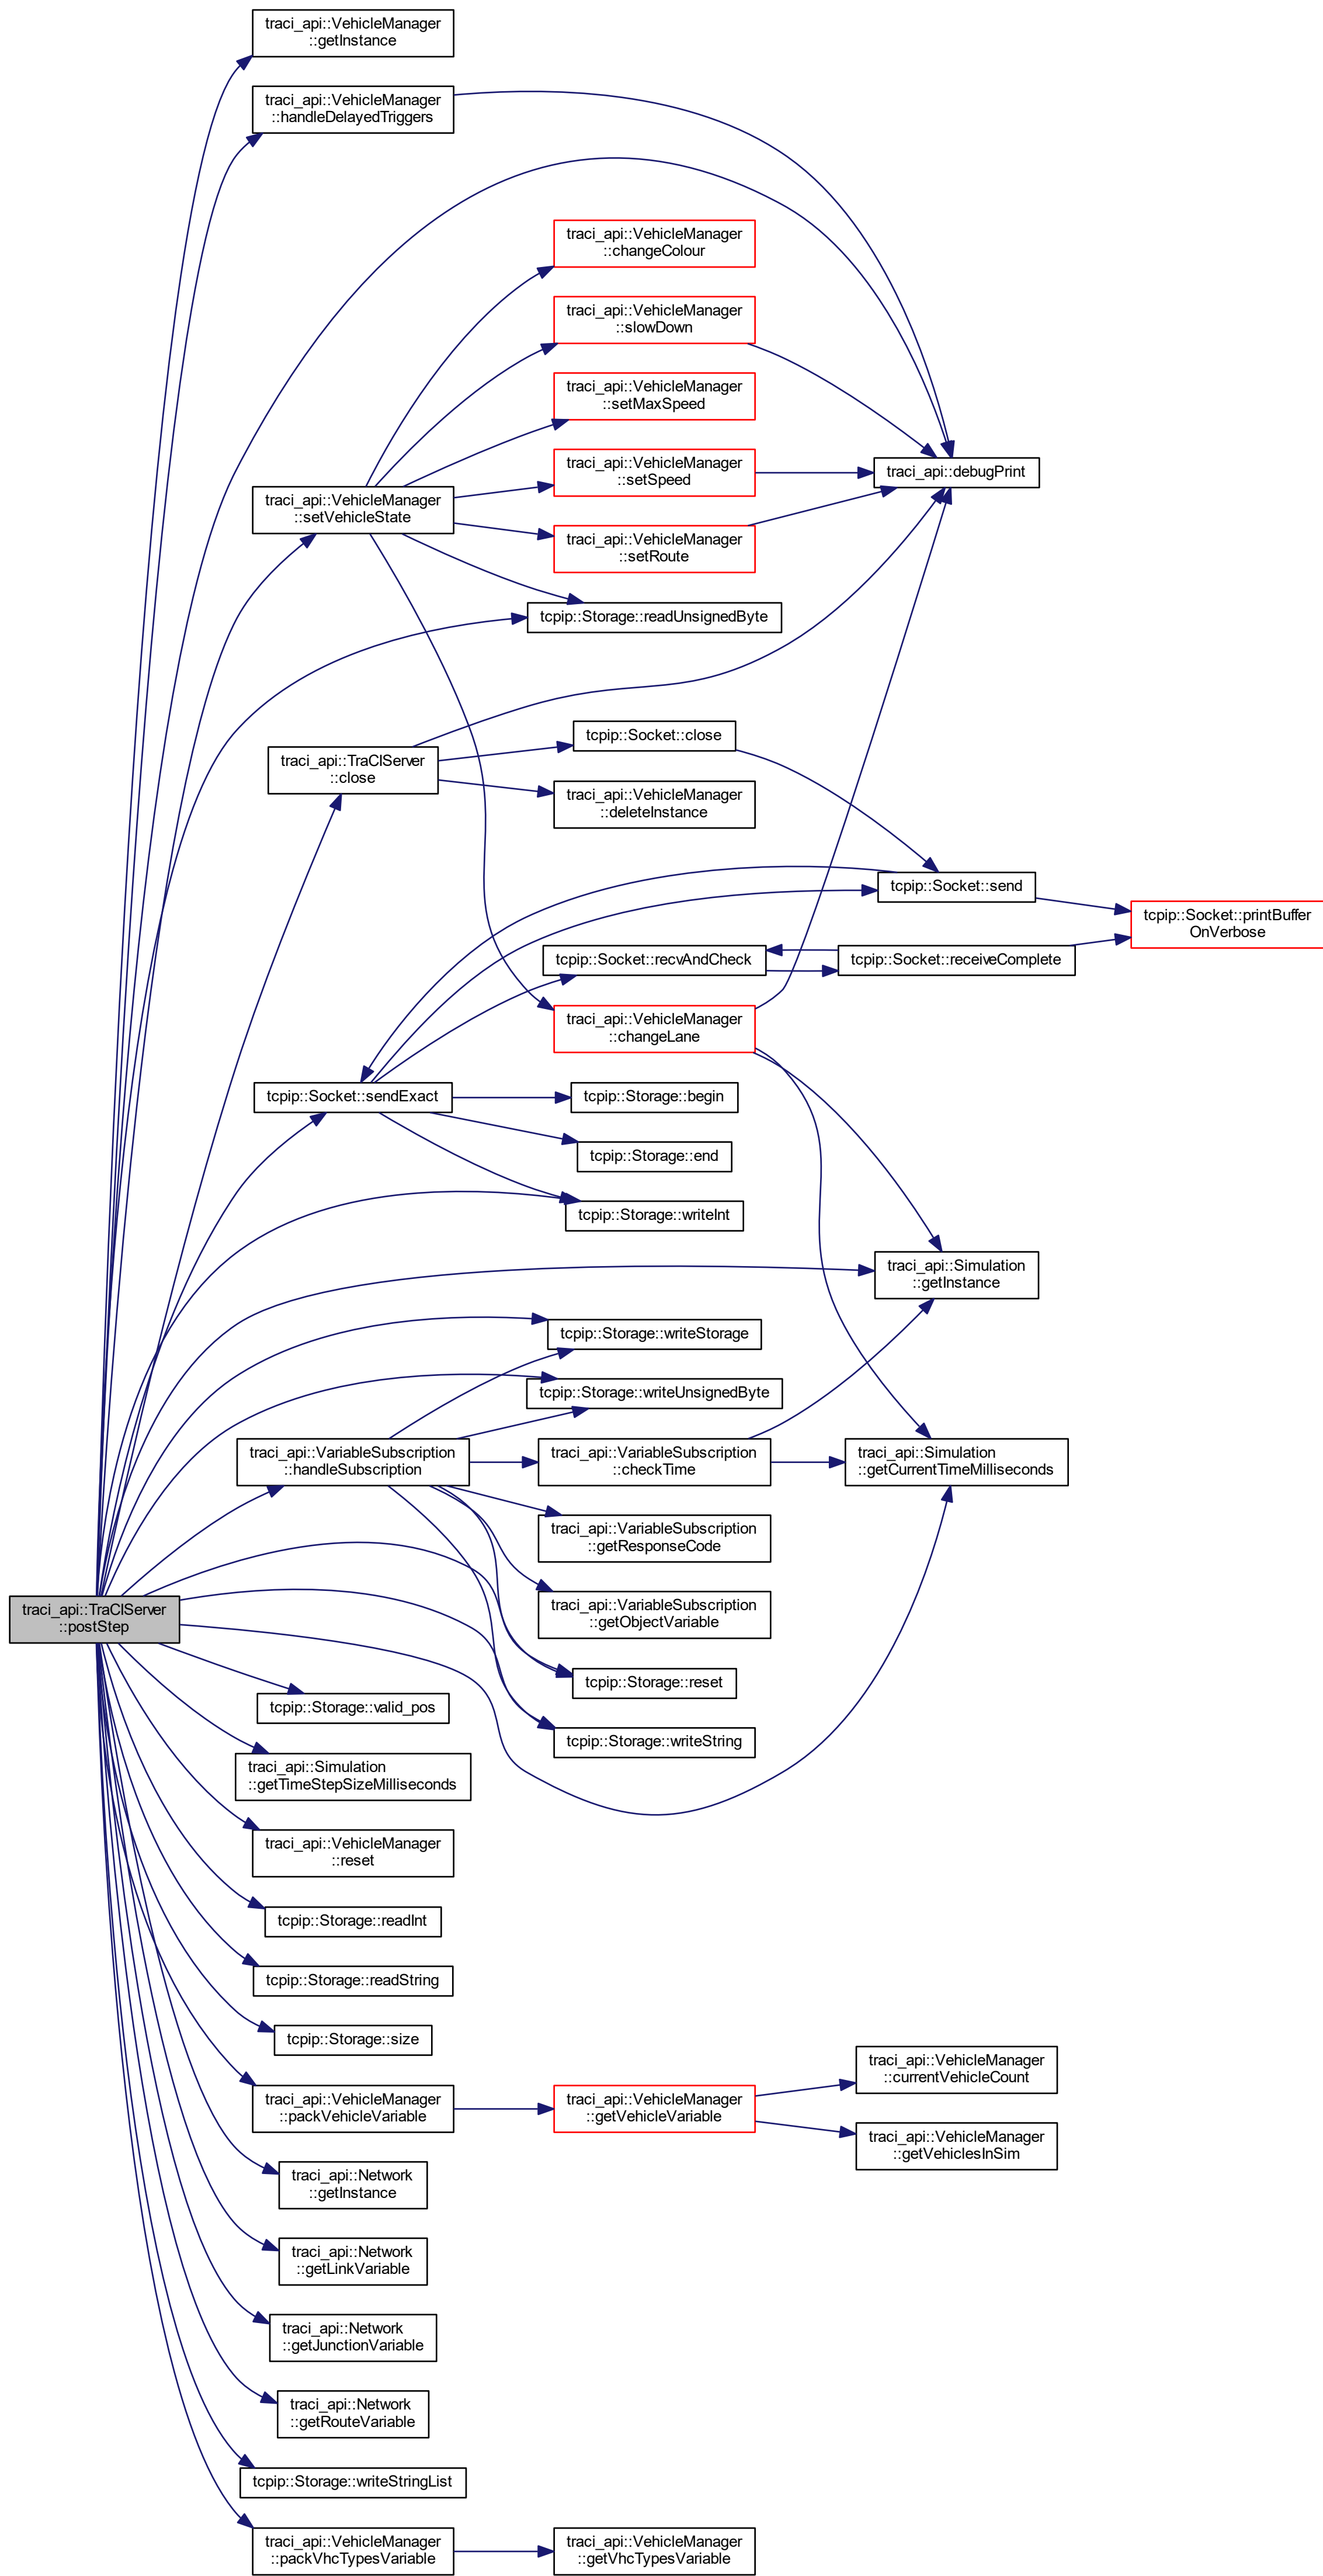 traci_api::VehicleManager
::getInstance
traci_api::VehicleManager
::handleDelayedTriggers
traci_api::VehicleManager
::changeColour
traci_api::VehicleManager
::slowDown
traci_api::VehicleManager
::setMaxSpeed
traci_api::VehicleManager
::setSpeed
traci_api::debugPrint
traci_api::VehicleManager
::setVehicleState
traci_api::VehicleManager
::setRoute
tcpip::Storage::readUnsignedByte
tcpip::Socket::close
traci_api::TraCIServer
::close
traci_api::VehicleManager
::deleteInstance
tcpip::Socket::send
tcpip::Socket::printBuffer
OnVerbose
tcpip::Socket::recvAndCheck
tcpip::Socket::receiveComplete
traci_api::VehicleManager
::changeLane
tcpip::Socket::sendExact
tcpip::Storage::begin
tcpip::Storage::end
tcpip::Storage::writeInt
traci_api::Simulation
::getInstance
tcpip::Storage::writeStorage
tcpip::Storage::writeUnsignedByte
traci_api::VariableSubscription
::handleSubscription
traci_api::VariableSubscription
::checkTime
traci_api::Simulation
::getCurrentTimeMilliseconds
traci_api::VariableSubscription
::getResponseCode
traci_api::VariableSubscription
::getObjectVariable
traci_api::TraCIServer
::postStep
tcpip::Storage::reset
tcpip::Storage::valid_pos
tcpip::Storage::writeString
traci_api::Simulation
::getTimeStepSizeMilliseconds
traci_api::VehicleManager
::reset
tcpip::Storage::readInt
tcpip::Storage::readString
tcpip::Storage::size
traci_api::VehicleManager
::packVehicleVariable
traci_api::VehicleManager
::getVehicleVariable
traci_api::VehicleManager
::currentVehicleCount
traci_api::VehicleManager
::getVehiclesInSim
traci_api::Network
::getInstance
traci_api::Network
::getLinkVariable
traci_api::Network
::getJunctionVariable
traci_api::Network
::getRouteVariable
tcpip::Storage::writeStringList
traci_api::VehicleManager
::packVhcTypesVariable
traci_api::VehicleManager
::getVhcTypesVariable